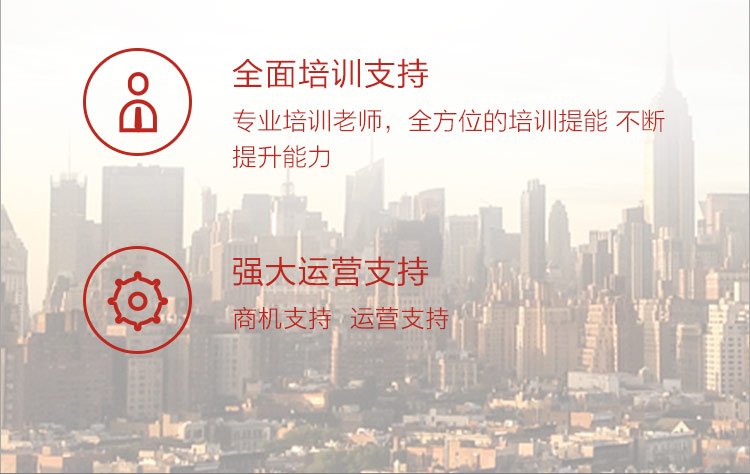 全面培训支持
专业培训老师，全方位的培训提能 不断
提升能力
强大运营支持
商机支持 运营支持